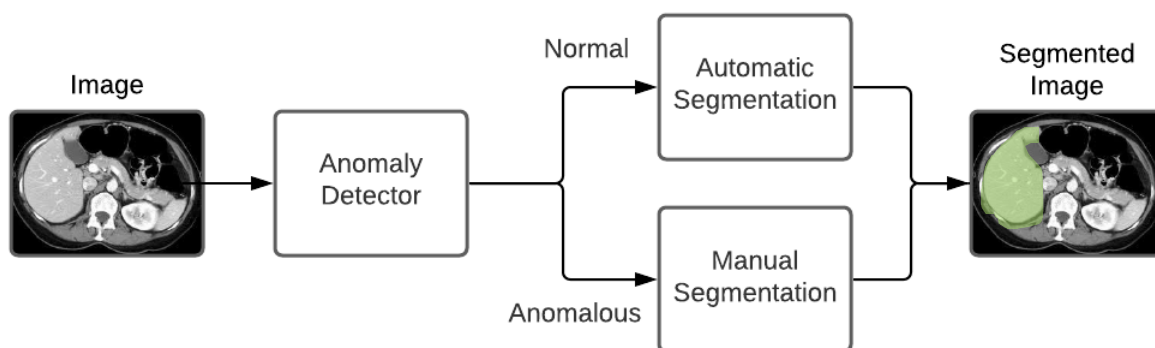 Image
Anomaly
Detector
Normal
Anomalous
Automatic
Segmentation
Manual
Segmentation
Segmented
Image